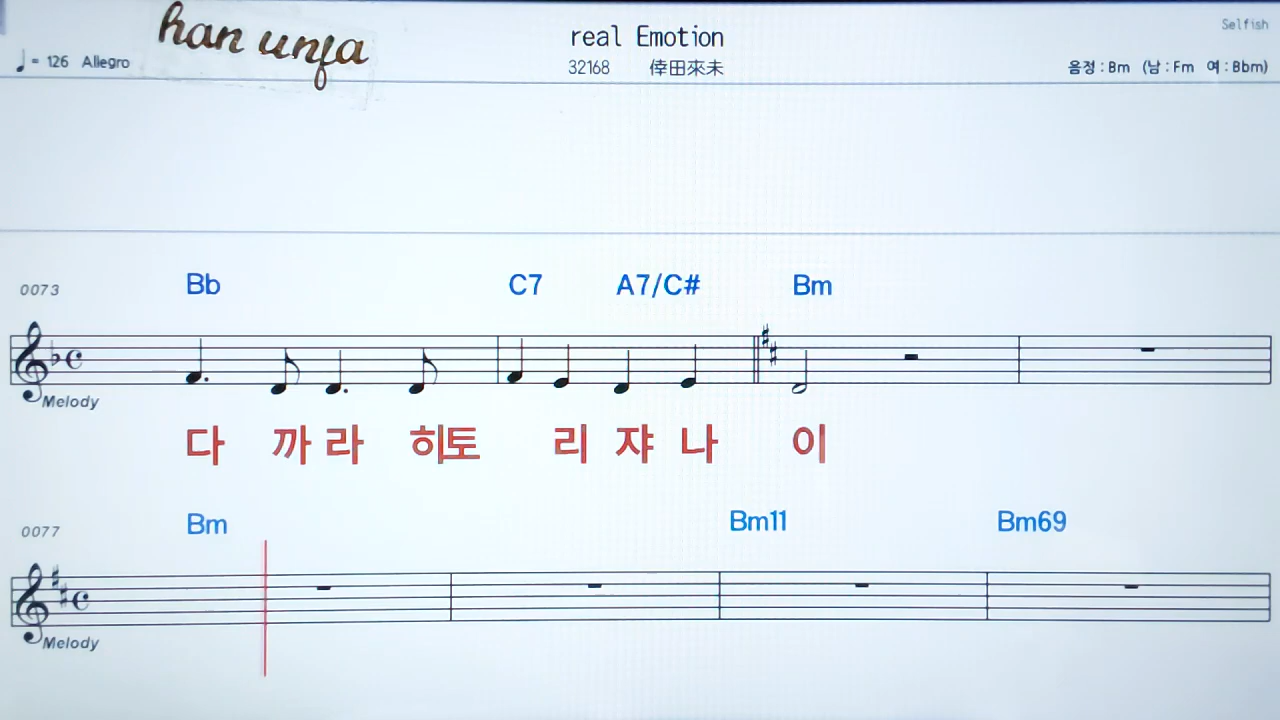 han unfa
real Emotion
Selfish
♩= 126 Allegro
32168 倖田來未
음정 : Bm (남 : Fm 여 : Bbm)
0073 Bb C7 A7/C# Bm
Melody
다 까 라 히토 리 쟈 나 이
0077 Bm Bm11 Bm69
Melody